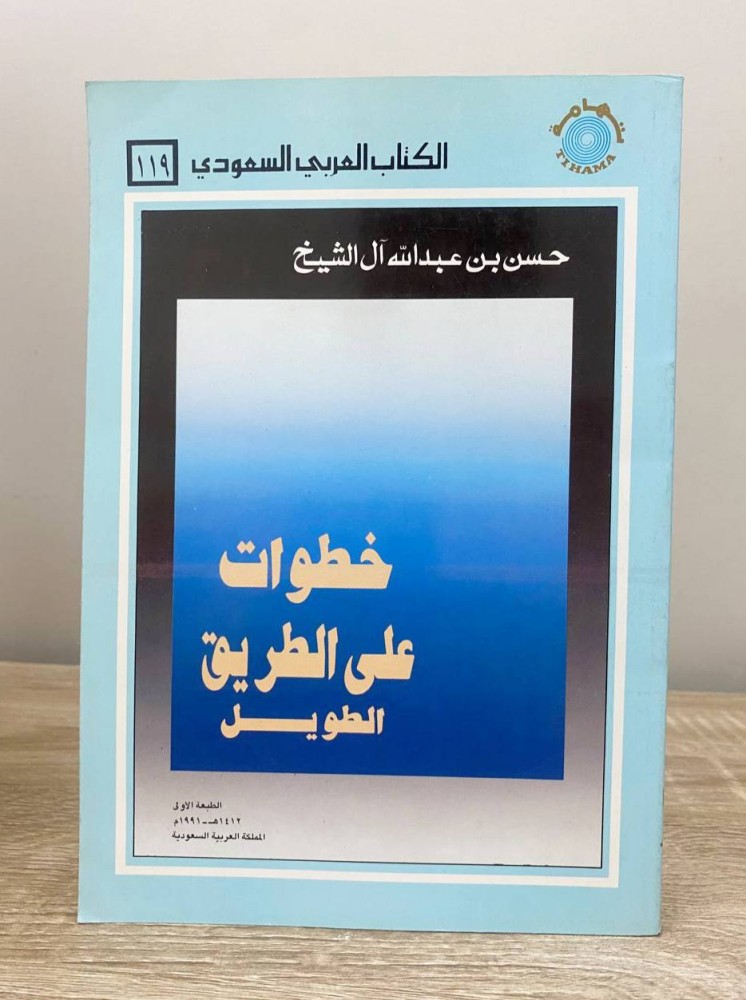 تهامة
TIHAMA
الكتاب العربي السعودي ١١٩
حسن بن عبدالله آل الشيخ
خطوات
على الطريق
الطويل
الطبعة الأولى
١٤١٢هـ - ١٩٩١م
المملكة العربية السعودية